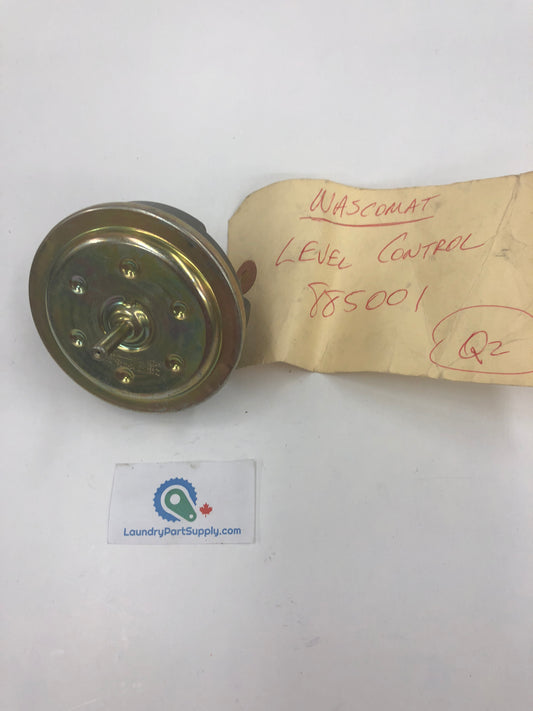 WASCOMAT
LEVEL CONTROL
885001
Q2
LaundryPartSupply.com